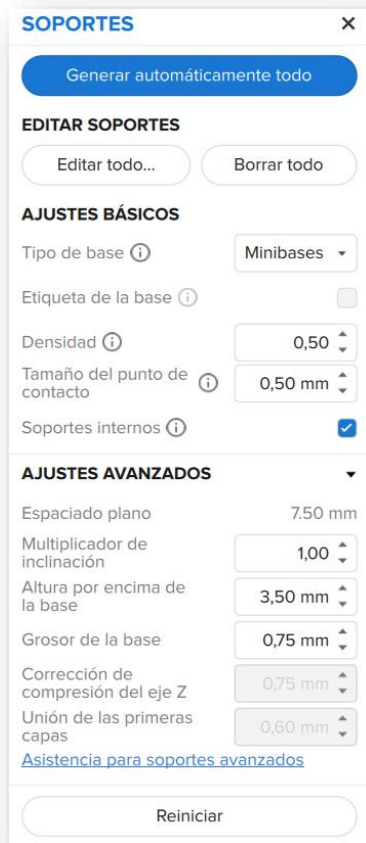 SOPORTES
Generar automáticamente todo
EDITAR SOPORTES
Editar todo...
Borrar todo
AJUSTES BÁSICOS
Tipo de base
Minibases
Etiqueta de la base
Densidad
0,50
Tamaño del punto de
contacto
0,50 mm
Soportes internos
AJUSTES AVANZADOS
Espaciado plano
7.50 mm
Multiplicador de
inclinación
1,00
Altura por encima de
la base
3,50 mm
Grosor de la base
0,75 mm
Corrección de
compresión del eje Z
0,75 mm
Unión de las primeras
capas
0,60 mm
Asistencia para soportes avanzados
Reiniciar